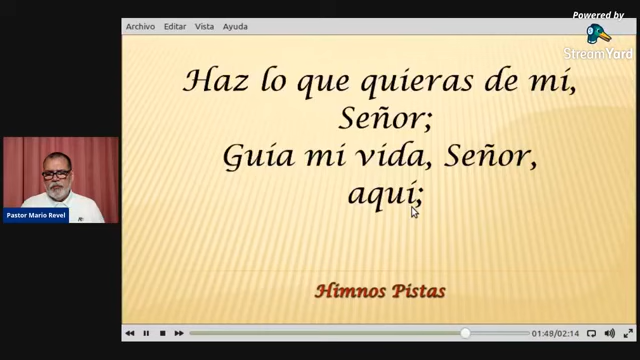 Powered by
StreamYard
Archivo Editar Vista Ayuda
Haz lo que quieras de mí,
Señor;
Guía mi vida, Señor,
aquí;
Himnos Pistas
Pastor Mario Revel
01:49/02:14